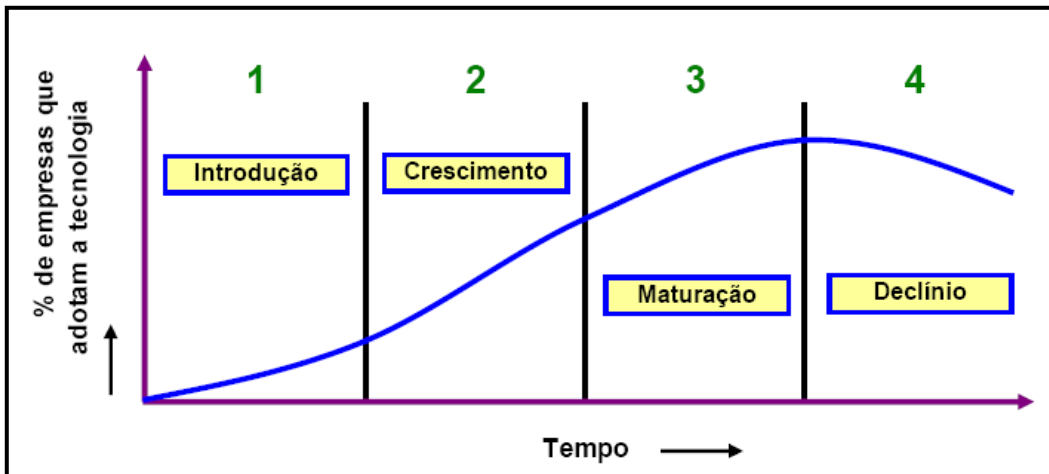 % de empresas que
adotam a tecnologia
1
2
3
4
Introdução
Crescimento
Maturação
Declínio
Tempo